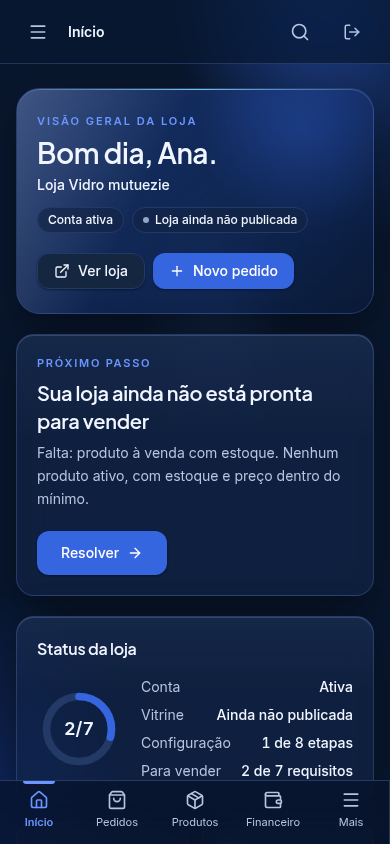 Início
VISÃO GERAL DA LOJA
Bom dia, Ana.
Loja Vidro mutuezie
Conta ativa
Loja ainda não publicada
Ver loja
Novo pedido
PRÓXIMO PASSO
Sua loja ainda não está pronta
para vender
Falta: produto à venda com estoque. Nenhum
produto ativo, com estoque e preço dentro do
mínimo.
Resolver
Status da loja
2/7
Conta Ativa
Vitrine Ainda não publicada
Configuração 1 de 8 etapas
Para vender 2 de 7 requisitos
Início Pedidos Produtos Financeiro Mais